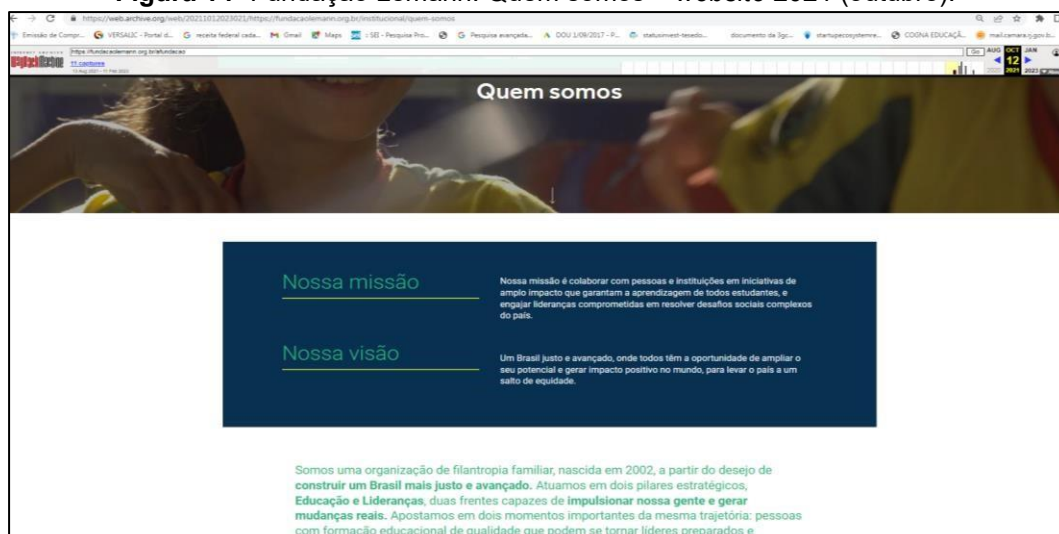 Fundação Lemann: Quem somos – website 2021 (outubro).
https://web.archive.org/web/20211012023021/https://fundacaolemann.org.br/institucional/quem-somos
Emissão de Compr... VERSALIC - Portal d... receita federal cada... Gmail Maps :: SEI - Pesquisa Pro... Pesquisa avançada... DOU 1/09/2017 - P... statusinvest-tesedo... documento da 3gc... startupecosystemre... COGNA EDUCAÇÃ... mail.camara.rj.gov.b...
INTERNET ARCHIVE https://fundacaolemann.org.br/afundacao Go AUG OCT JAN
11 captures 12
2021 2023
Quem somos
Nossa missão
Nossa missão é colaborar com pessoas e instituições em iniciativas de
amplo impacto que garantam a aprendizagem de todos estudantes, e
engajar lideranças comprometidas em resolver desafios sociais complexos
do país.
Nossa visão
Um Brasil justo e avançado, onde todos têm a oportunidade de ampliar o
seu potencial e gerar impacto positivo no mundo, para levar o país a um
salto de equidade.
Somos uma organização de filantropia familiar, nascida em 2002, a partir do desejo de
construir um Brasil mais justo e avançado. Atuamos em dois pilares estratégicos,
Educação e Lideranças, duas frentes capazes de impulsionar nossa gente e gerar
mudanças reais. Apostamos em dois momentos importantes da mesma trajetória: pessoas
com formação educacional de qualidade que podem se tornar líderes preparados e